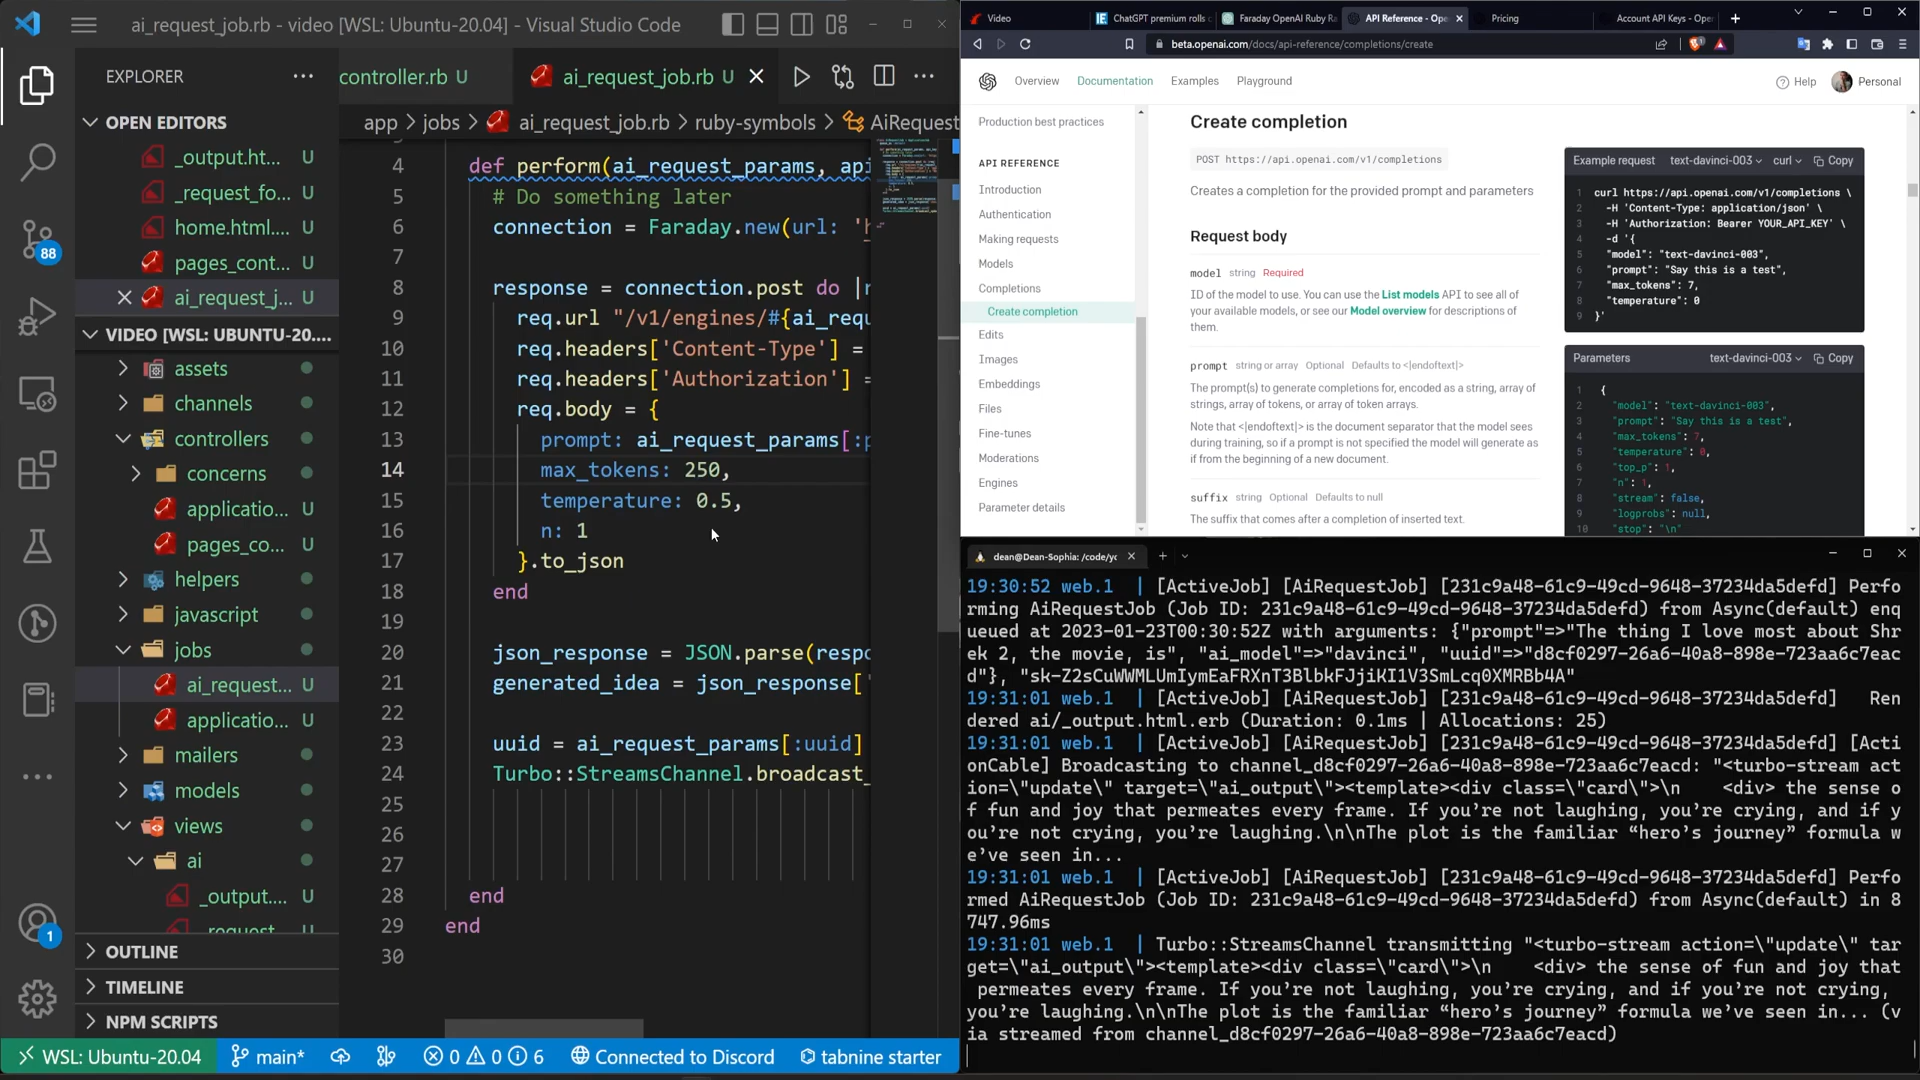 ai_request_job.rb - video [WSL: Ubuntu-20.04] - Visual Studio Code
EXPLORER
controller.rb U
ai_request_job.rb U
OPEN EDITORS
app > jobs > ai_request_job.rb > ruby-symbols > AiRequest
_output.ht... U
_request_fo... U
home.html.... U
pages_cont... U
ai_request_j... U
VIDEO [WSL: UBUNTU-20....
assets
channels
controllers
concerns
applicatio... U
pages_co... U
helpers
javascript
jobs
ai_request... U
applicatio... U
mailers
models
views
ai
_output.... U
_request
OUTLINE
TIMELINE
NPM SCRIPTS
88
1
4 def perform(ai_request_params, api
5 # Do something later
6 connection = Faraday.new(url: 'h
7
8 response = connection.post do |r
9 req.url "/v1/engines/#{ai_requ
10 req.headers['Content-Type'] =
11 req.headers['Authorization'] =
12 req.body = {
13 prompt: ai_request_params[:p
14 max_tokens: 250,
15 temperature: 0.5,
16 n: 1
17 }.to_json
18 end
19
20 json_response = JSON.parse(respo
21 generated_idea = json_response['
22
23 uuid = ai_request_params[:uuid]
24 Turbo::StreamsChannel.broadcast_
25
26
27
28 end
29 end
30
WSL: Ubuntu-20.04 main* 0 0 6 Connected to Discord tabnine starter
Video
ChatGPT premium rolls
Faraday OpenAI Ruby Ra
API Reference - Ope
Pricing
Account API Keys - Ope
beta.openai.com/docs/api-reference/completions/create
Overview Documentation Examples Playground Help Personal
Production best practices
API REFERENCE
Introduction
Authentication
Making requests
Models
Completions
Create completion
Edits
Images
Embeddings
Files
Fine-tunes
Moderations
Engines
Parameter details
Create completion
POST https://api.openai.com/v1/completions
Creates a completion for the provided prompt and parameters
Request body
model string Required
ID of the model to use. You can use the List models API to see all of
your available models, or see our Model overview for descriptions of
them.
prompt string or array Optional Defaults to <|endoftext|>
The prompt(s) to generate completions for, encoded as a string, array of
strings, array of tokens, or array of token arrays.
Note that <|endoftext|> is the document separator that the model sees
during training, so if a prompt is not specified the model will generate as
if from the beginning of a new document.
suffix string Optional Defaults to null
The suffix that comes after a completion of inserted text.
Example request text-davinci-003 curl Copy
1 curl https://api.openai.com/v1/completions \
2 -H 'Content-Type: application/json' \
3 -H 'Authorization: Bearer YOUR_API_KEY' \
4 -d '{
5 "model": "text-davinci-003",
6 "prompt": "Say this is a test",
7 "max_tokens": 7,
8 "temperature": 0
9 }'
Parameters text-davinci-003 Copy
1 {
2 "model": "text-davinci-003",
3 "prompt": "Say this is a test",
4 "max_tokens": 7,
5 "temperature": 0,
6 "top_p": 1,
7 "n": 1,
8 "stream": false,
9 "logprobs": null,
10 "stop": "\n"
dean@Dean-Sophia: /code/yc
19:30:52 web.1 | [ActiveJob] [AiRequestJob] [231c9a48-61c9-49cd-9648-37234da5defd] Perfo
rming AiRequestJob (Job ID: 231c9a48-61c9-49cd-9648-37234da5defd) from Async(default) enq
ueued at 2023-01-23T00:30:52Z with arguments: {"prompt"=>"The thing I love most about Shr
ek 2, the movie, is", "ai_model"=>"davinci", "uuid"=>"d8cf0297-26a6-40a8-898e-723aa6c7eac
d"}, "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"
19:31:01 web.1 | [ActiveJob] [AiRequestJob] [231c9a48-61c9-49cd-9648-37234da5defd] Ren
dered ai/_output.html.erb (Duration: 0.1ms | Allocations: 25)
19:31:01 web.1 | [ActiveJob] [AiRequestJob] [231c9a48-61c9-49cd-9648-37234da5defd] [Acti
onCable] Broadcasting to channel_d8cf0297-26a6-40a8-898e-723aa6c7eacd: "<turbo-stream act
ion=\"update\" target=\"ai_output\"><template><div class=\"card\">\n <div> the sense o
f fun and joy that permeates every frame. If you’re not laughing, you’re crying, and if y
ou’re not crying, you’re laughing.\n\nThe plot is the familiar “hero’s journey” formula w
e’ve seen in...
19:31:01 web.1 | [ActiveJob] [AiRequestJob] [231c9a48-61c9-49cd-9648-37234da5defd] Perfo
rmed AiRequestJob (Job ID: 231c9a48-61c9-49cd-9648-37234da5defd) from Async(default) in 8
747.96ms
19:31:01 web.1 | Turbo::StreamsChannel transmitting "<turbo-stream action=\"update\" tar
get=\"ai_output\"><template><div class=\"card\">\n <div> the sense of fun and joy that
permeates every frame. If you’re not laughing, you’re crying, and if you’re not crying,
you’re laughing.\n\nThe plot is the familiar “hero’s journey” formula we’ve seen in... (v
ia streamed from channel_d8cf0297-26a6-40a8-898e-723aa6c7eacd)